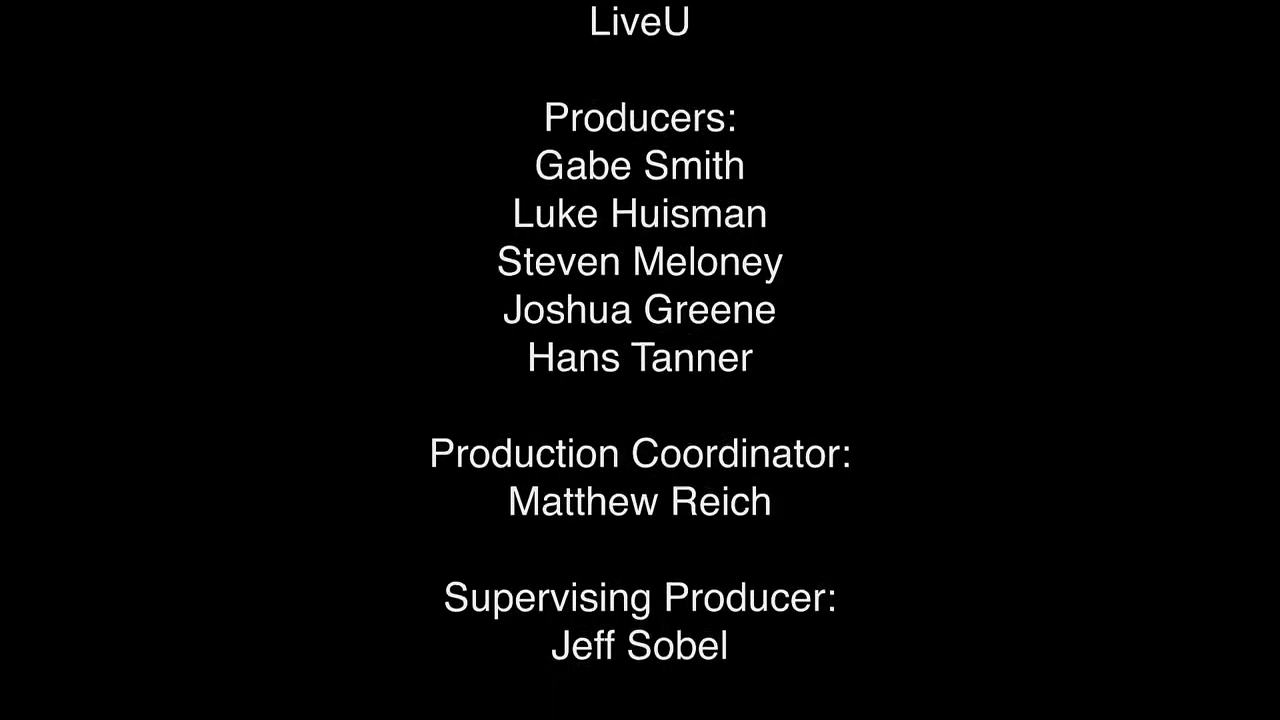 LiveU
Producers:
Gabe Smith
Luke Huisman
Steven Meloney
Joshua Greene
Hans Tanner
Production Coordinator:
Matthew Reich
Supervising Producer:
Jeff Sobel